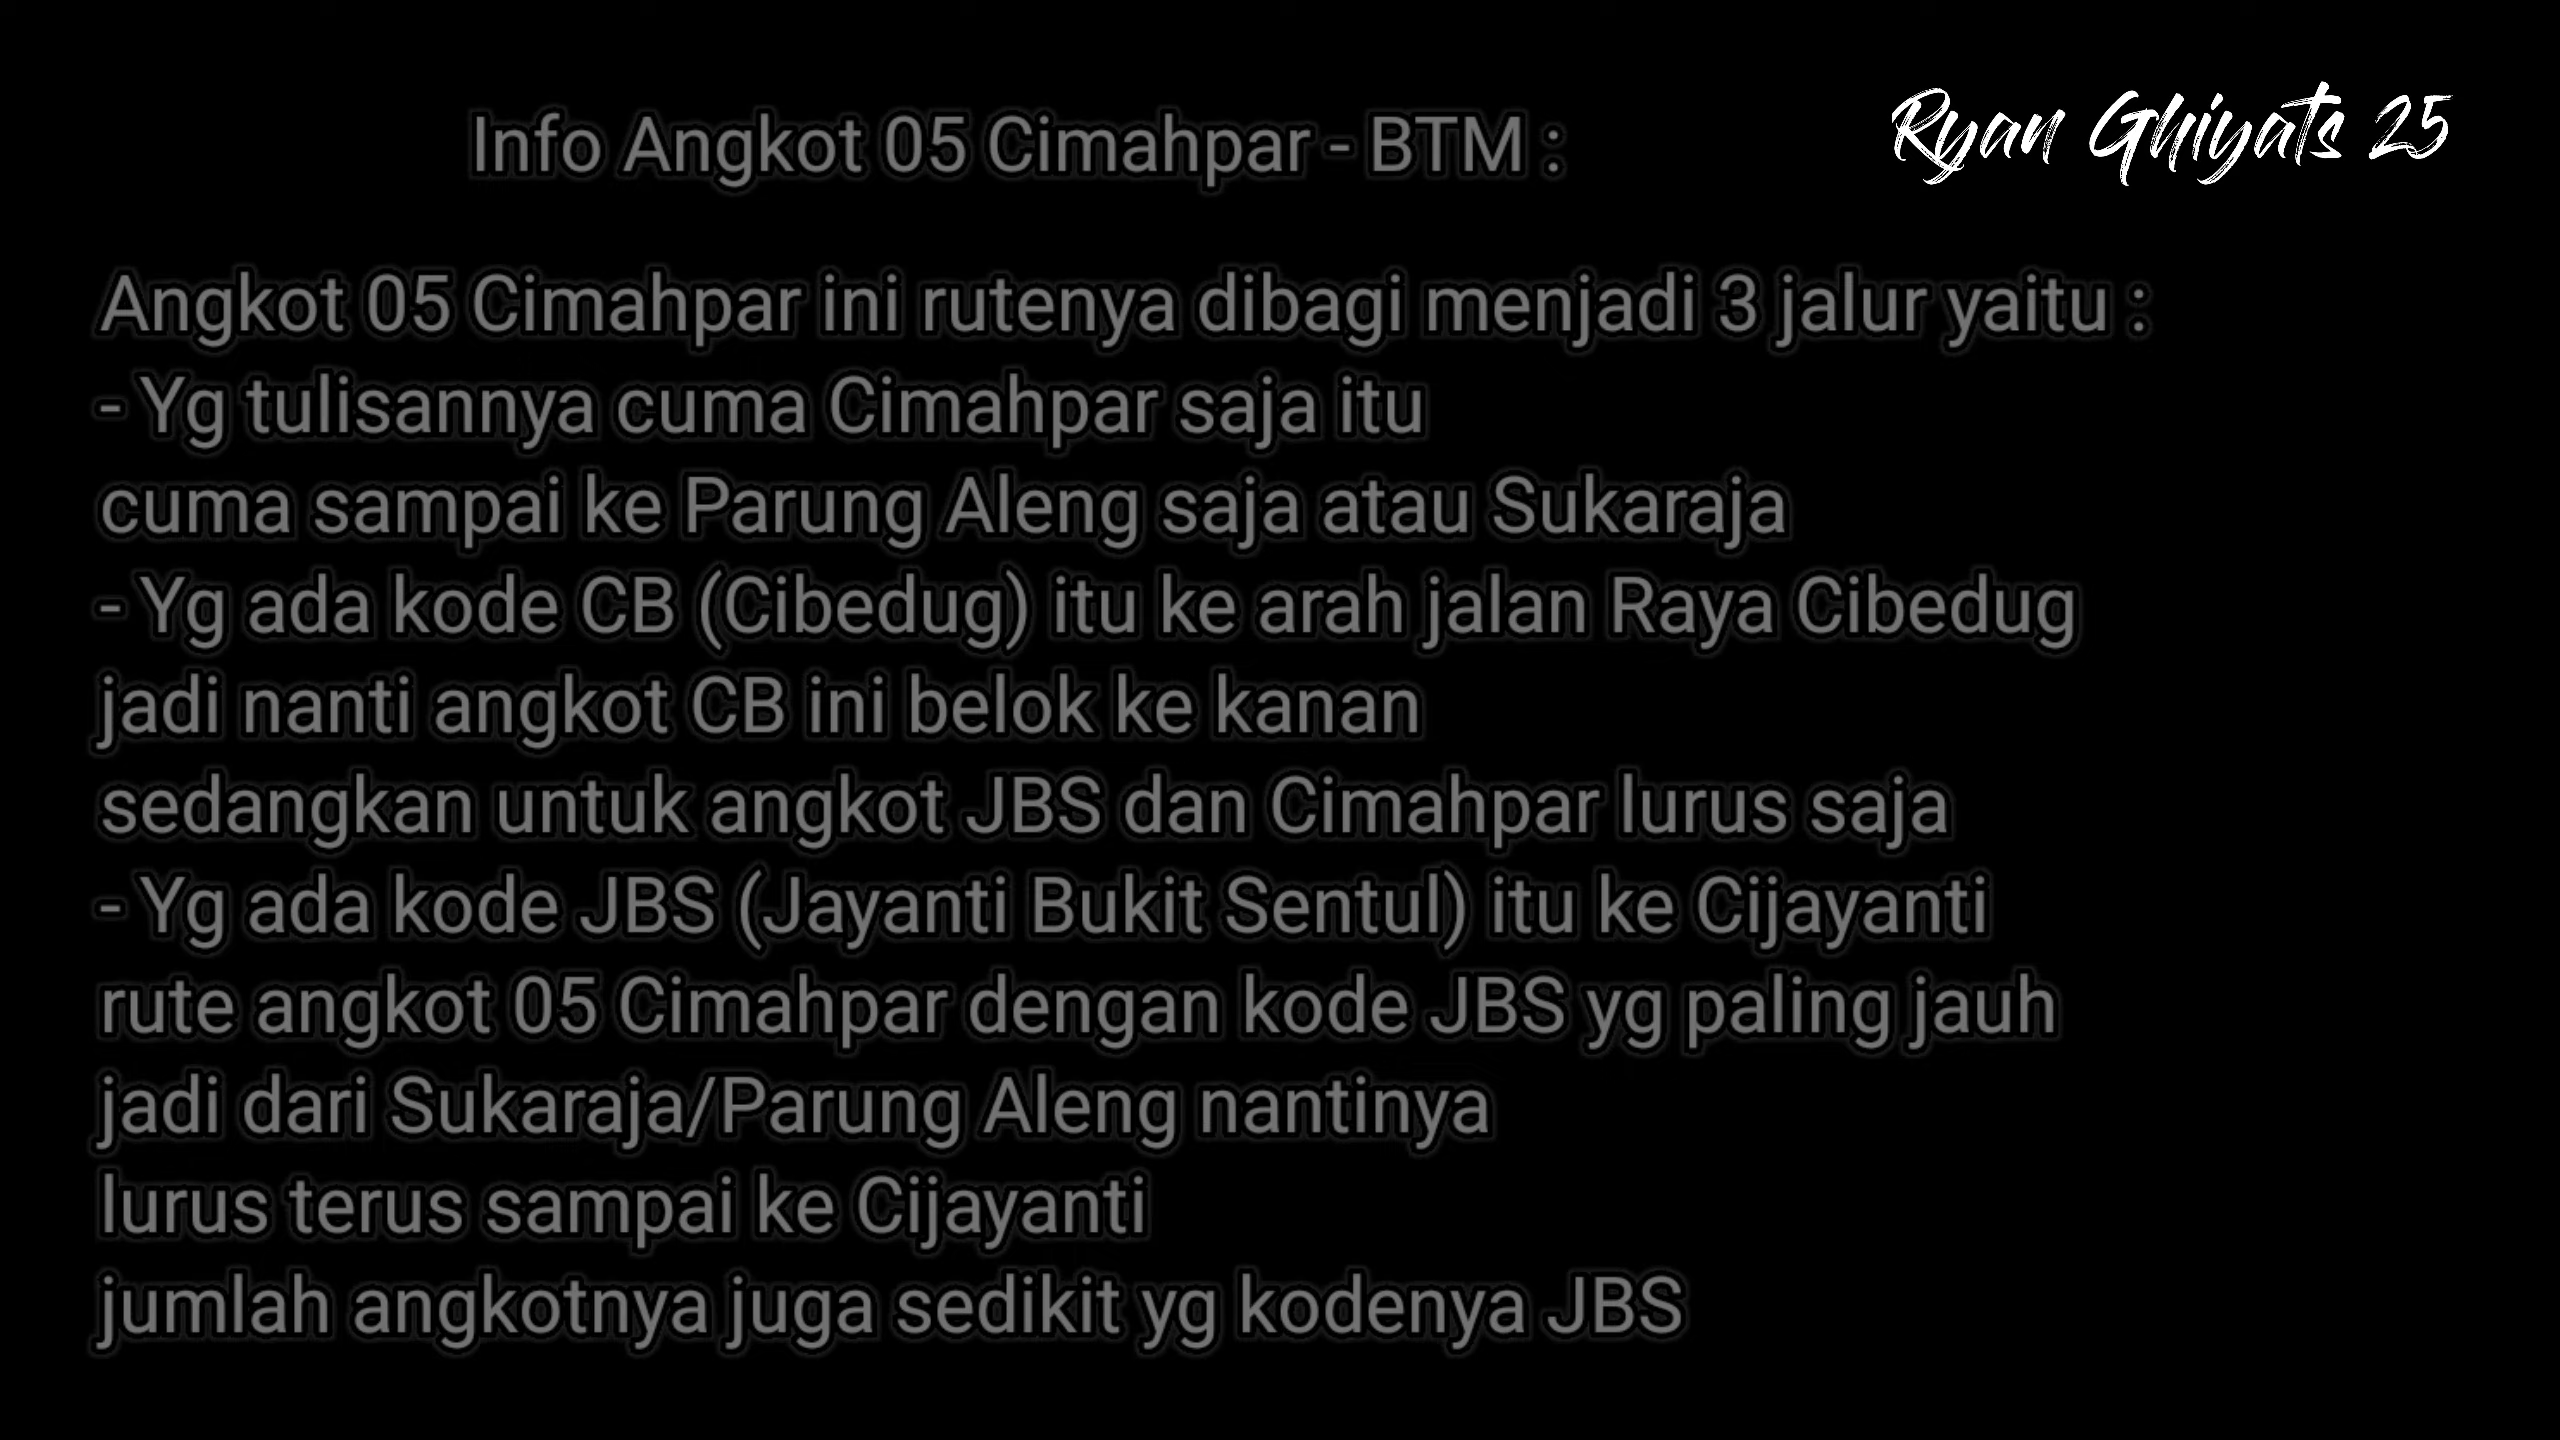 Info Angkot 05 Cimahpar - BTM :
Ryan Ghiyats 25
Angkot 05 Cimahpar ini rutenya dibagi menjadi 3 jalur yaitu :
- Yg tulisannya cuma Cimahpar saja itu
cuma sampai ke Parung Aleng saja atau Sukaraja
- Yg ada kode CB (Cibedug) itu ke arah jalan Raya Cibedug
jadi nanti angkot CB ini belok ke kanan
sedangkan untuk angkot JBS dan Cimahpar lurus saja
- Yg ada kode JBS (Jayanti Bukit Sentul) itu ke Cijayanti
rute angkot 05 Cimahpar dengan kode JBS yg paling jauh
jadi dari Sukaraja/Parung Aleng nantinya
lurus terus sampai ke Cijayanti
jumlah angkotnya juga sedikit yg kodenya JBS